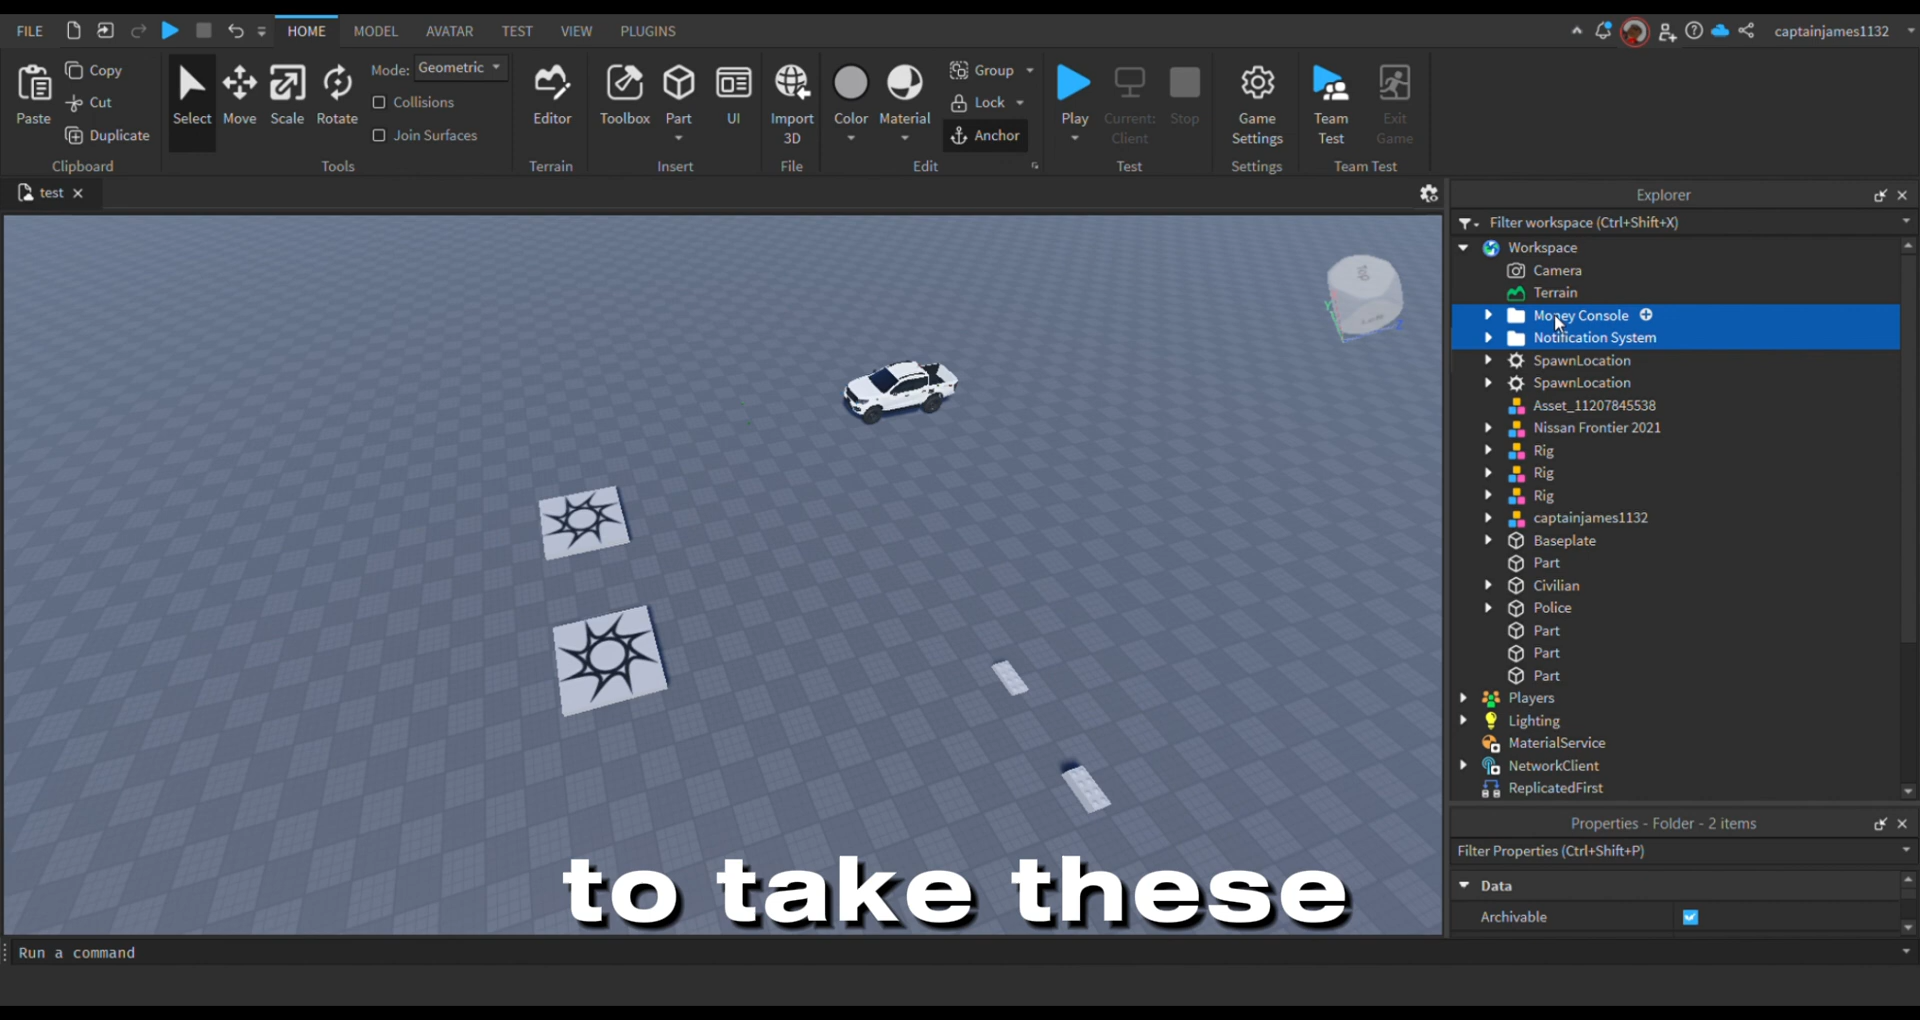 FILE HOME MODEL AVATAR TEST VIEW PLUGINS captainjames1132
Paste Copy Cut Duplicate Clipboard
Select Move Scale Rotate Mode: Geometric Collisions Join Surfaces Tools
Editor Terrain
Toolbox Part UI Insert
Import 3D File
Color Material Group Lock Anchor Edit
Play Current: Client Stop Test
Game Settings Settings
Team Test Exit Game Team Test
test
Explorer
Filter workspace (Ctrl+Shift+X)
Workspace
Camera
Terrain
Money Console
Notification System
SpawnLocation
SpawnLocation
Asset_11207845538
Nissan Frontier 2021
Rig
Rig
Rig
captainjames1132
Baseplate
Part
Civilian
Police
Part
Part
Part
Players
Lighting
MaterialService
NetworkClient
ReplicatedFirst
Properties - Folder - 2 items
Filter Properties (Ctrl+Shift+P)
Data
Archivable
to take these
Run a command